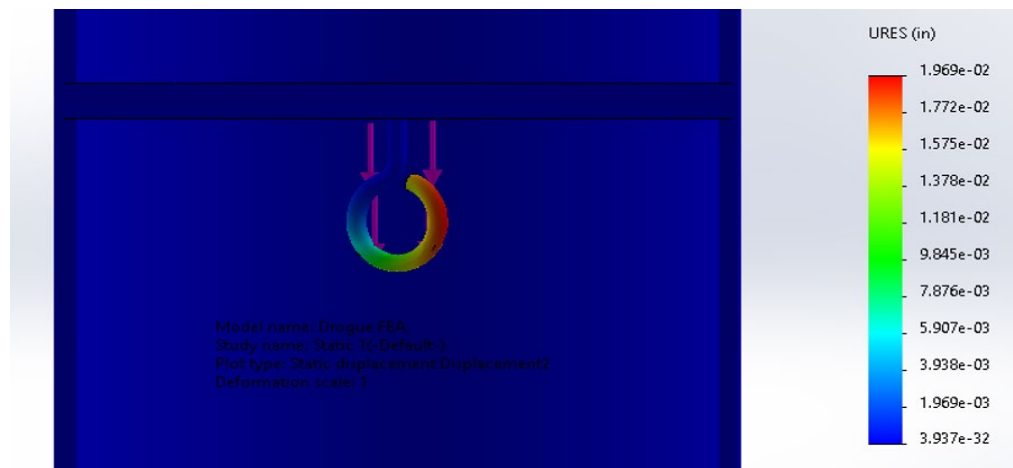 URES (in)
1.969e-02
1.772e-02
1.575e-02
1.378e-02
1.181e-02
9.845e-03
7.876e-03
5.907e-03
3.938e-03
1.969e-03
3.937e-32
Model name: Drogue FEA
Study name: Static 1(-Default-)
Plot type: Static displacement Displacement2
Deformation scale: 1